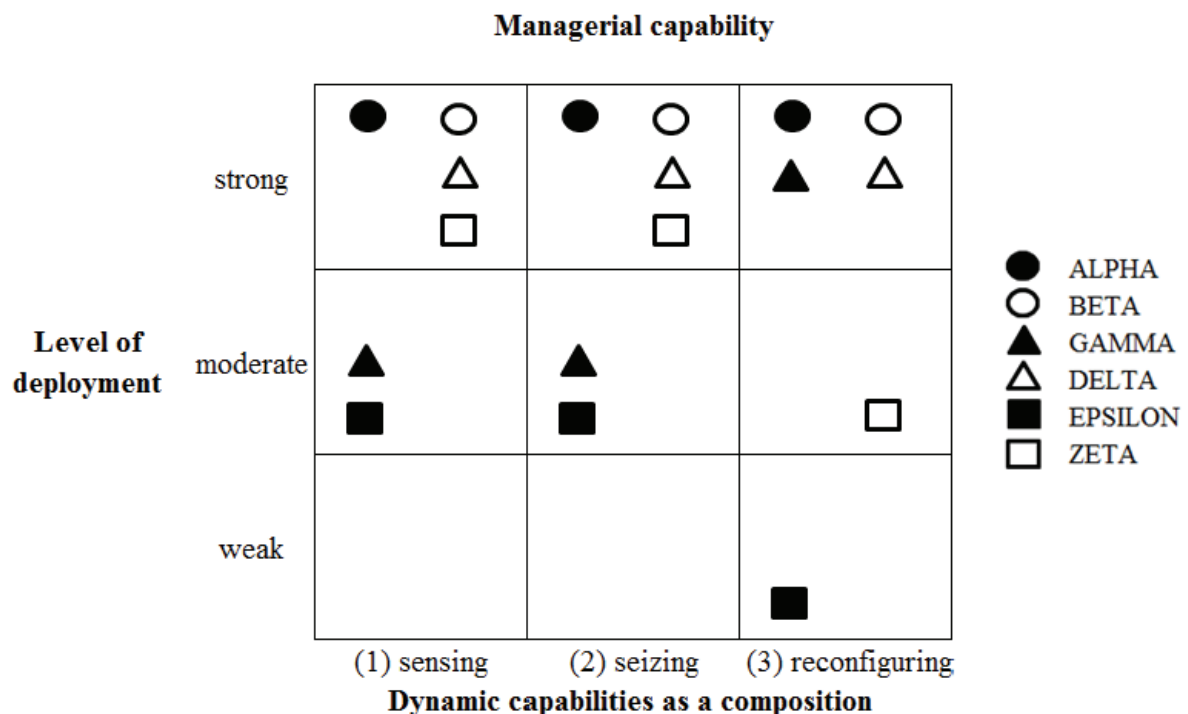 Managerial capability
strong
Level of
deployment
moderate
weak
(1) sensing
(2) seizing
(3) reconfiguring
Dynamic capabilities as a composition
ALPHA
BETA
GAMMA
DELTA
EPSILON
ZETA